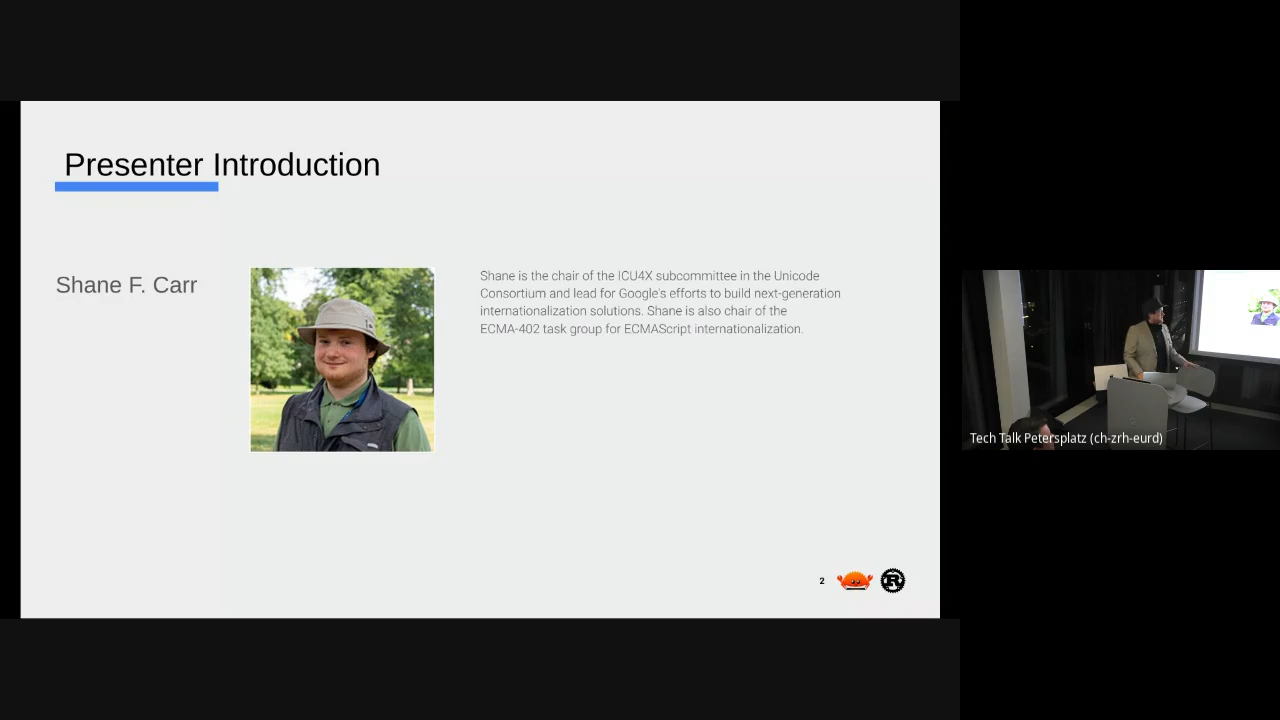 Presenter Introduction
Shane F. Carr
Shane is the chair of the ICU4X subcommittee in the Unicode
Consortium and lead for Google's efforts to build next-generation
internationalization solutions. Shane is also chair of the
ECMA-402 task group for ECMAScript internationalization.
2
R
Tech Talk Petersplatz (ch-zrh-eurd)